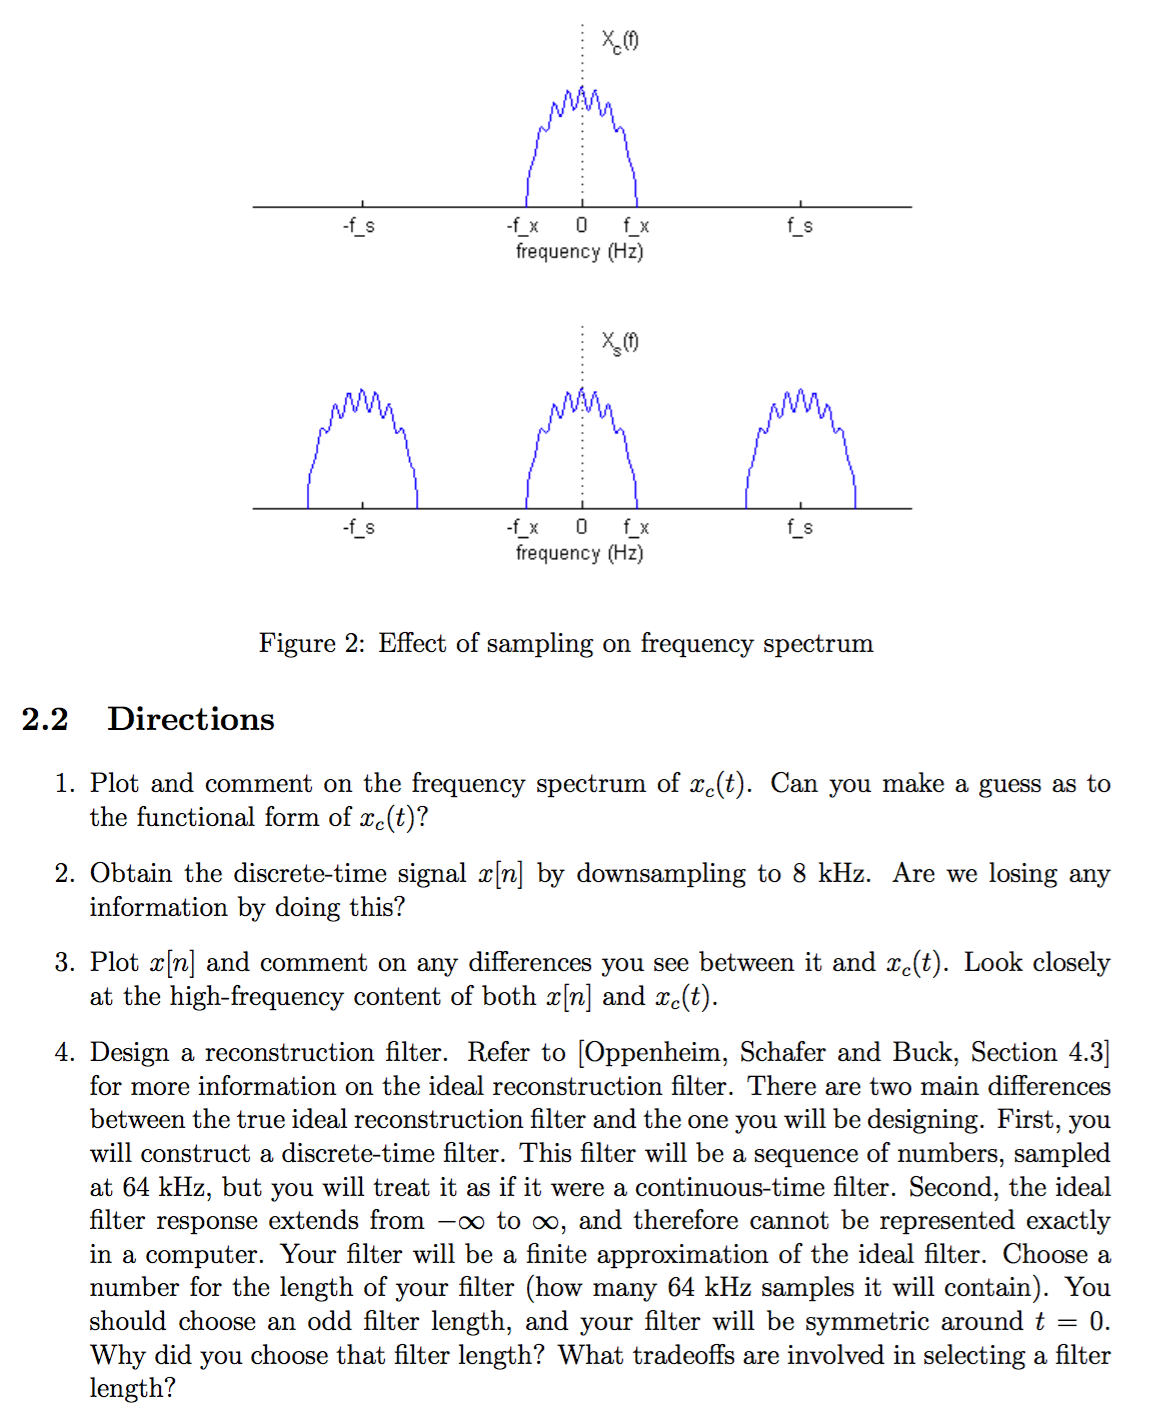 X_c(f)
-f_s -f_x 0 f_x f_s
frequency (Hz)
X_s(f)
-f_s -f_x 0 f_x f_s
frequency (Hz)
Figure 2: Effect of sampling on frequency spectrum
2.2 Directions
1. Plot and comment on the frequency spectrum of x_c(t). Can you make a guess as to
the functional form of x_c(t)?
2. Obtain the discrete-time signal x[n] by downsampling to 8 kHz. Are we losing any
information by doing this?
3. Plot x[n] and comment on any differences you see between it and x_c(t). Look closely
at the high-frequency content of both x[n] and x_c(t).
4. Design a reconstruction filter. Refer to [Oppenheim, Schafer and Buck, Section 4.3]
for more information on the ideal reconstruction filter. There are two main differences
between the true ideal reconstruction filter and the one you will be designing. First, you
will construct a discrete-time filter. This filter will be a sequence of numbers, sampled
at 64 kHz, but you will treat it as if it were a continuous-time filter. Second, the ideal
filter response extends from −∞ to ∞, and therefore cannot be represented exactly
in a computer. Your filter will be a finite approximation of the ideal filter. Choose a
number for the length of your filter (how many 64 kHz samples it will contain). You
should choose an odd filter length, and your filter will be symmetric around t = 0.
Why did you choose that filter length? What tradeoffs are involved in selecting a filter
length?